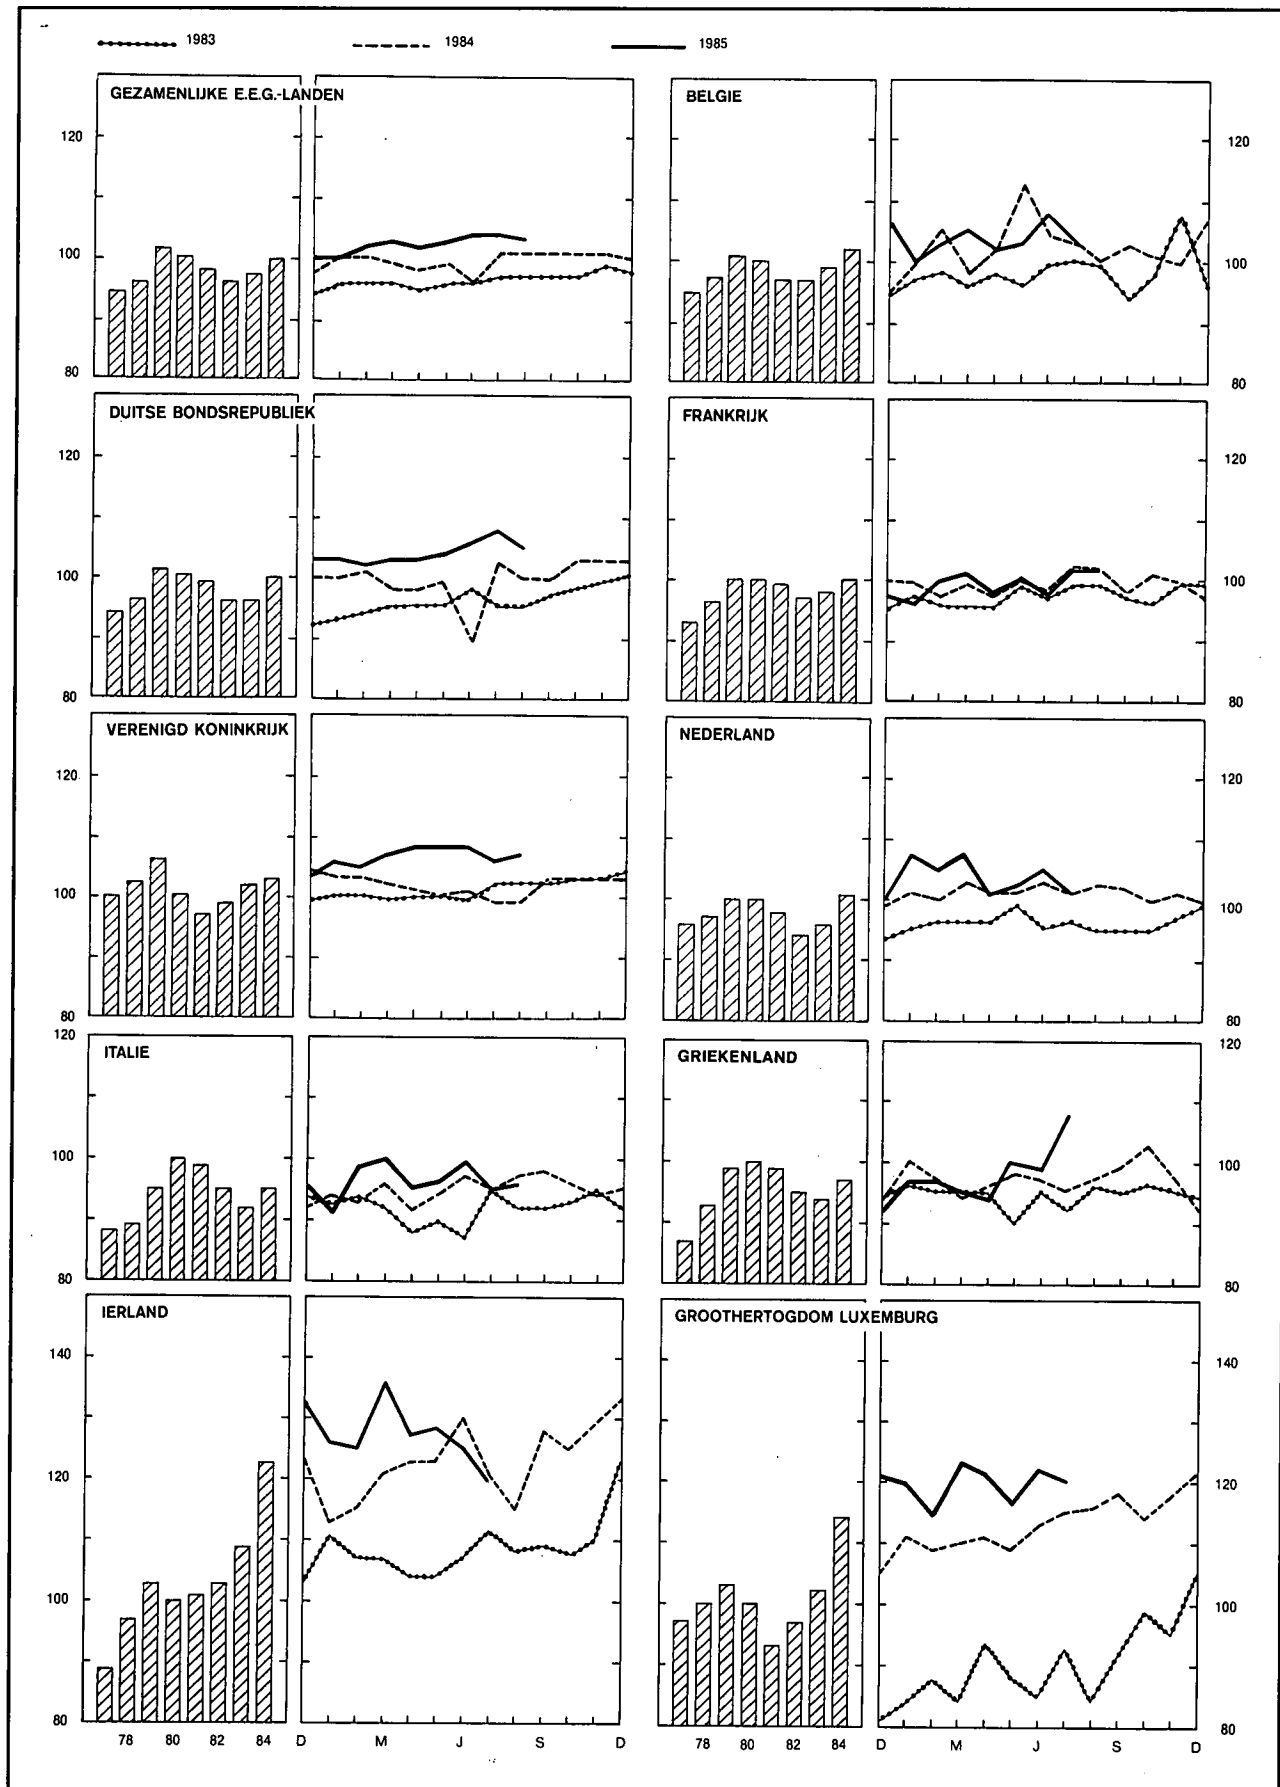 1983 1984 1985
GEZAMENLIJKE E.E.G.-LANDEN
BELGIE
120
120
100
100
80
80
DUITSE BONDSREPUBLIEK
FRANKRIJK
120
120
100
100
80
80
VERENIGD KONINKRIJK
NEDERLAND
120
120
100
100
80
80
120
120
ITALIE
GRIEKENLAND
100
100
80
80
IERLAND
GROOTHERTOGDOM LUXEMBURG
140
140
120
120
100
100
80
80
78 80 82 84 D M J S D
78 80 82 84 D M J S D